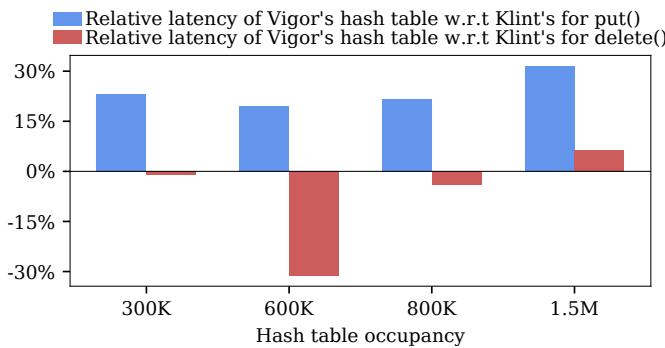 Relative latency of Vigor's hash table w.r.t Klint's for put()
Relative latency of Vigor's hash table w.r.t Klint's for delete()
30%
15%
0%
-15%
-30%
300K 600K 800K 1.5M
Hash table occupancy